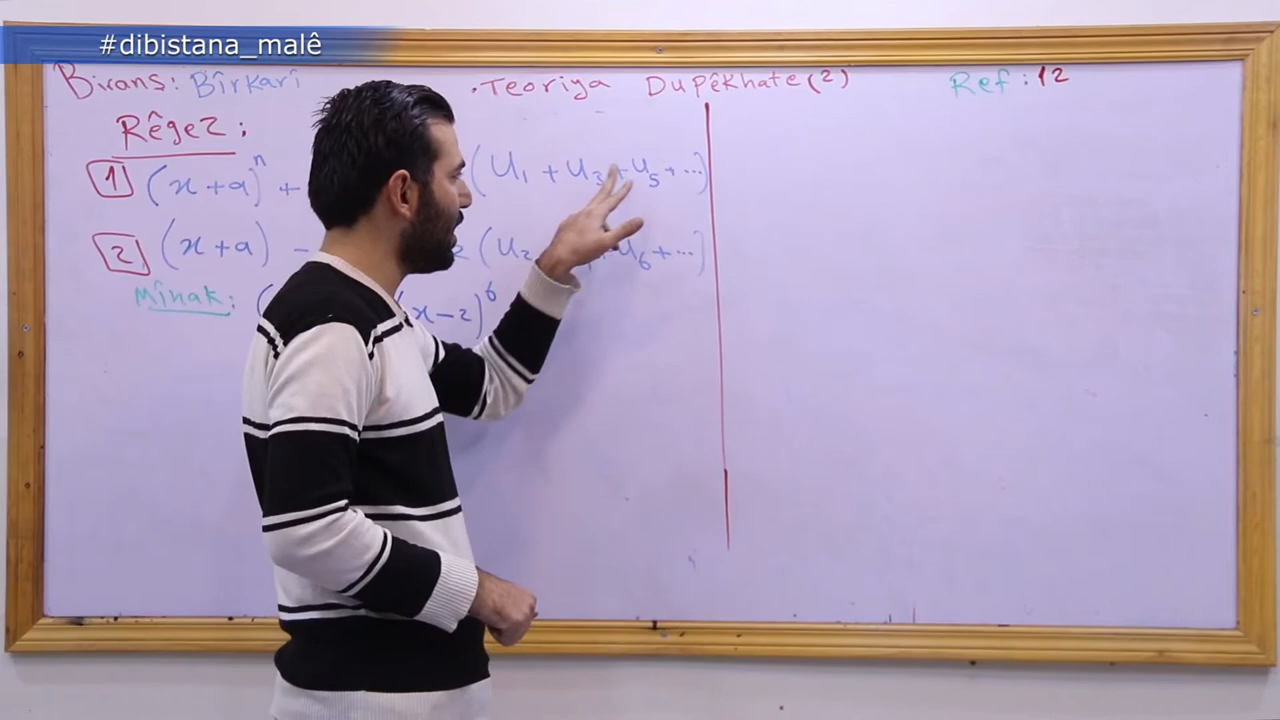 #dibistana_malê
Birans: Bîrkarî . Teoriya Dupêkhate (2) Ref : 12
Rêgez :
1 (x+a)^n + (U₁ + U₃ + U₅ + ...)
2 (x+a) - 2 (U₂ + U₆ + ...)
Mînak: ( (x-2)⁶